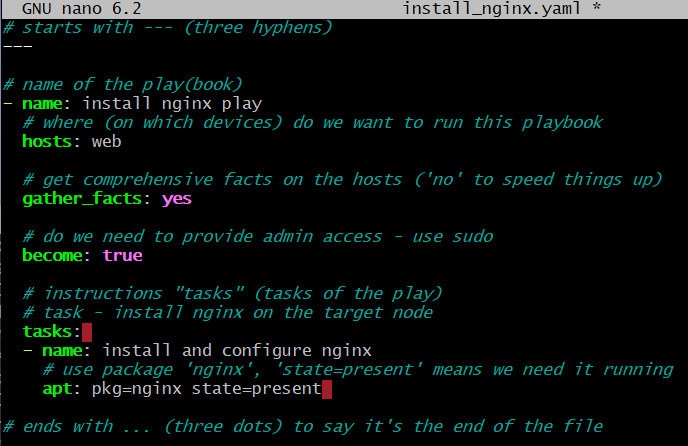 GNU nano 6.2 install_nginx.yaml *
# starts with --- (three hyphens)
---
# name of the play(book)
- name: install nginx play
# where (on which devices) do we want to run this playbook
hosts: web
# get comprehensive facts on the hosts ('no' to speed things up)
gather_facts: yes
# do we need to provide admin access - use sudo
become: true
# instructions "tasks" (tasks of the play)
# task - install nginx on the target node
tasks:
- name: install and configure nginx
# use package 'nginx', 'state=present' means we need it running
apt: pkg=nginx state=present
# ends with ... (three dots) to say it's the end of the file